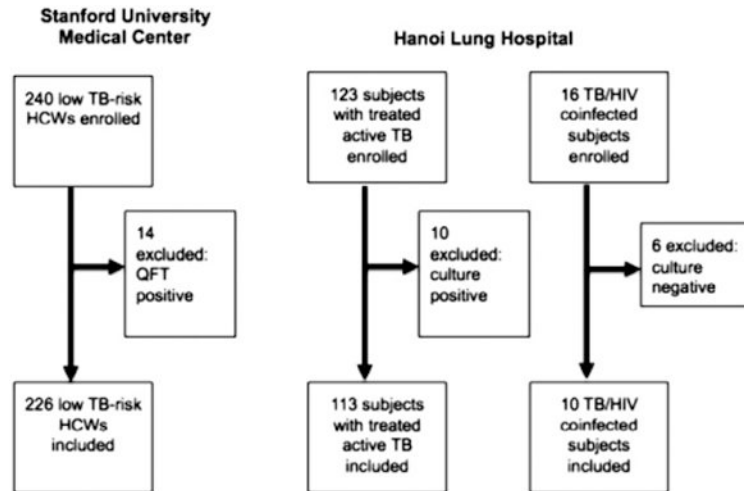 Stanford University
Medical Center
Hanoi Lung Hospital
240 low TB-risk
HCWs enrolled
123 subjects
with treated
active TB
enrolled
16 TB/HIV
coinfected
subjects
enrolled
14
excluded:
QFT
positive
10
excluded:
culture
positive
6 excluded:
culture
negative
226 low TB-risk
HCWs
included
113 subjects
with treated
active TB
included
10 TB/HIV
coinfected
subjects
included